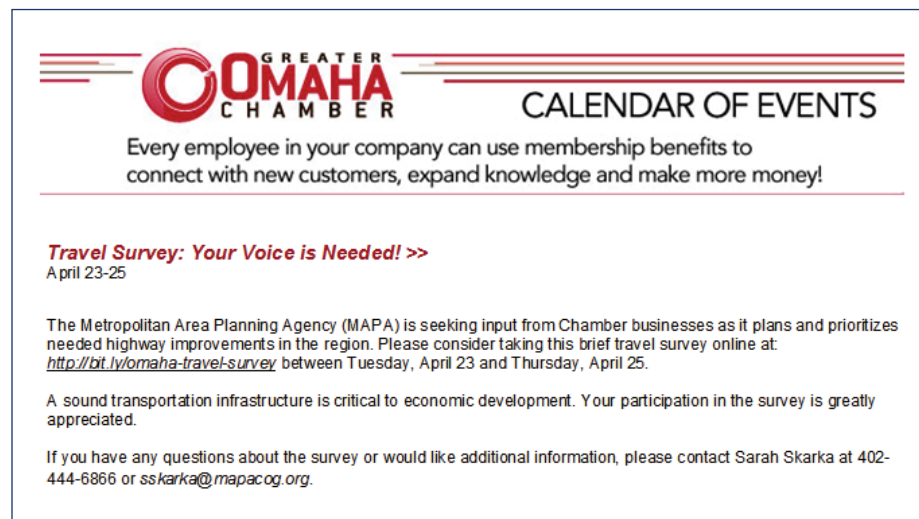 GREATER
OMAHA
CHAMBER
CALENDAR OF EVENTS
Every employee in your company can use membership benefits to
connect with new customers, expand knowledge and make more money!
Travel Survey: Your Voice is Needed! >>
April 23-25
The Metropolitan Area Planning Agency (MAPA) is seeking input from Chamber businesses as it plans and prioritizes
needed highway improvements in the region. Please consider taking this brief travel survey online at:
http://bit.ly/omaha-travel-survey between Tuesday, April 23 and Thursday, April 25.
A sound transportation infrastructure is critical to economic development. Your participation in the survey is greatly
appreciated.
If you have any questions about the survey or would like additional information, please contact Sarah Skarka at 402-
444-6866 or sskarka@mapacog.org.